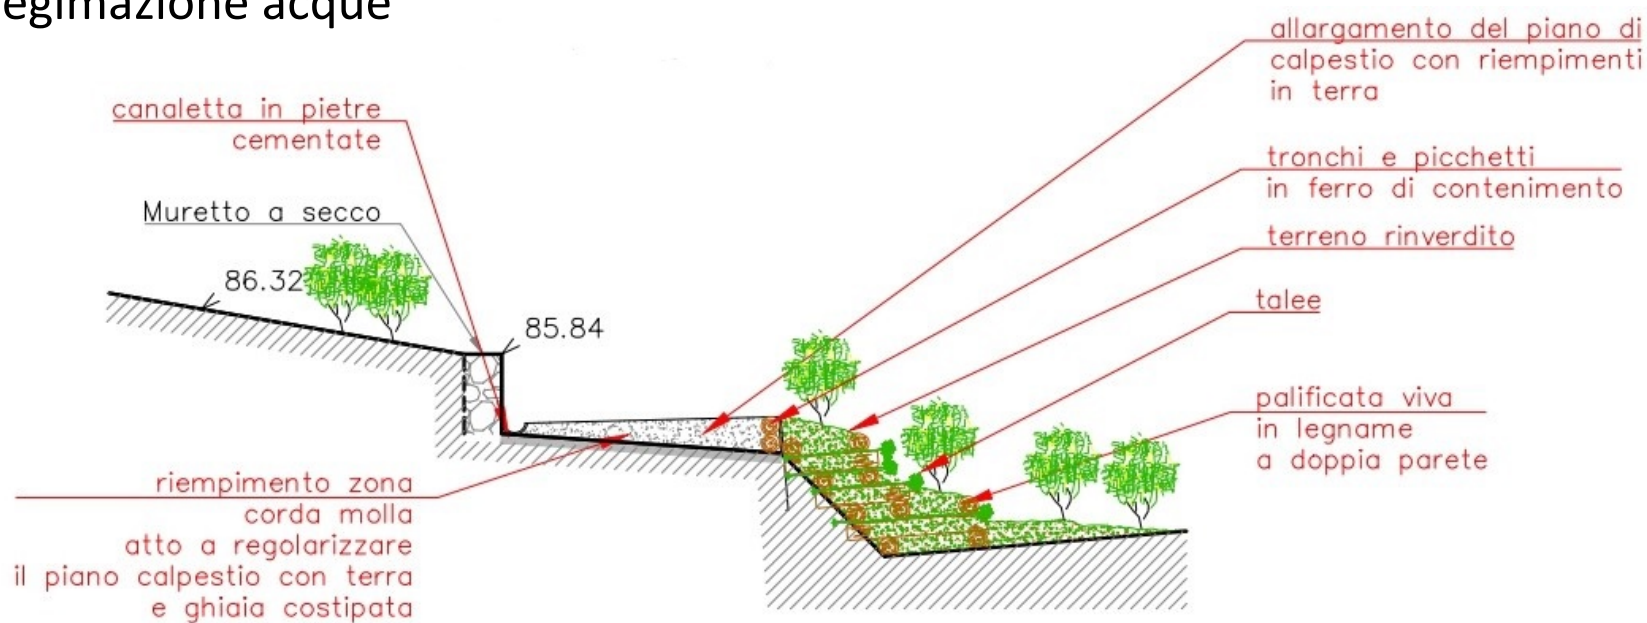 egimazione acque
canaletta in pietre
cementate
Muretto a secco
86.32
85.84
allargamento del piano di
calpestio con riempimenti
in terra
tronchi e picchetti
in ferro di contenimento
terreno rinverdito
talee
palificata viva
in legname
a doppia parete
riempimento zona
corda molla
atto a regolarizzare
il piano calpestio con terra
e ghiaia costipata